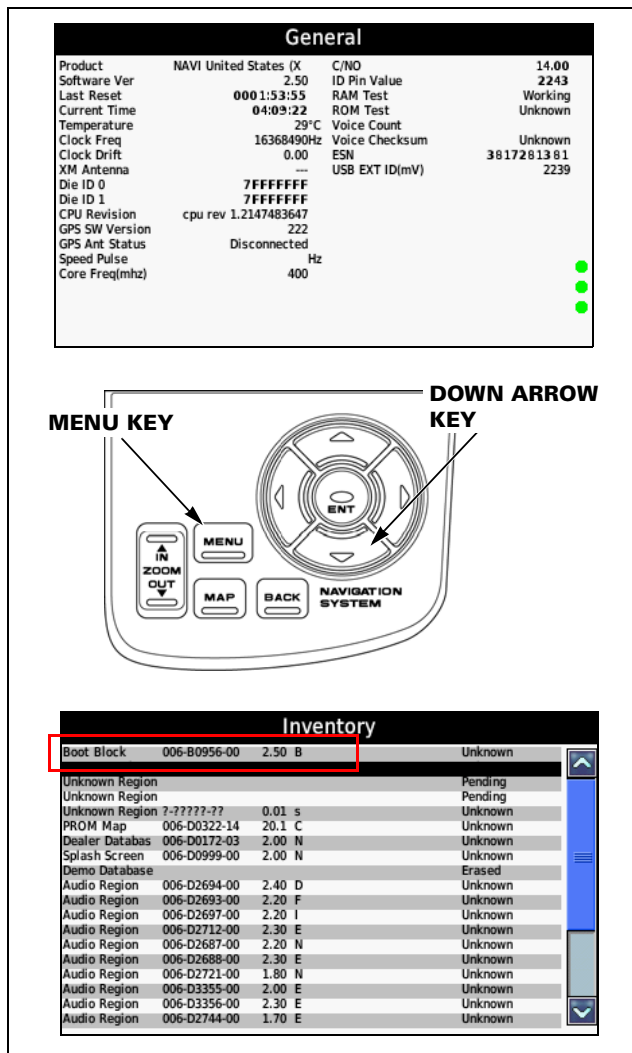 General
Product NAVI United States (X C/NO 14.00
Software Ver 2.50 ID Pin Value 2243
Last Reset 0001:53:55 RAM Test Working
Current Time 04:09:22 ROM Test Unknown
Temperature 29°C Voice Count
Clock Freq 16368490Hz Voice Checksum Unknown
Clock Drift 0.00 ESN 3817281381
XM Antenna --- USB EXT ID(mV) 2239
Die ID 0 7FFFFFFF
Die ID 1 7FFFFFFF
CPU Revision cpu rev 1.2147483647
GPS SW Version 222
GPS Ant Status Disconnected
Speed Pulse Hz
Core Freq(mhz) 400
MENU KEY
DOWN ARROW
KEY
ENT
MENU
IN
ZOOM
OUT
MAP
BACK
NAVIGATION
SYSTEM
Inventory
Boot Block 006-B0956-00 2.50 B Unknown
Unknown Region Pending
Unknown Region Pending
Unknown Region ?-?????-?? 0.01 s Unknown
PROM Map 006-D0322-14 20.1 C Unknown
Dealer Databas 006-D0172-03 2.00 N Unknown
Splash Screen 006-D0999-00 2.00 N Unknown
Demo Database Erased
Audio Region 006-D2694-00 2.40 D Unknown
Audio Region 006-D2693-00 2.20 F Unknown
Audio Region 006-D2697-00 2.20 I Unknown
Audio Region 006-D2712-00 2.30 E Unknown
Audio Region 006-D2687-00 2.20 N Unknown
Audio Region 006-D2688-00 2.30 E Unknown
Audio Region 006-D2721-00 1.80 N Unknown
Audio Region 006-D3355-00 2.00 E Unknown
Audio Region 006-D3356-00 2.30 E Unknown
Audio Region 006-D2744-00 1.70 E Unknown